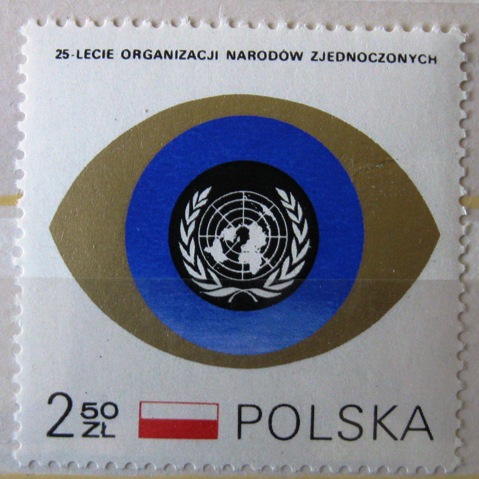 25-LECIE ORGANIZACJI NARODÓW ZJEDNOCZONYCH
2 50 ZŁ POLSKA